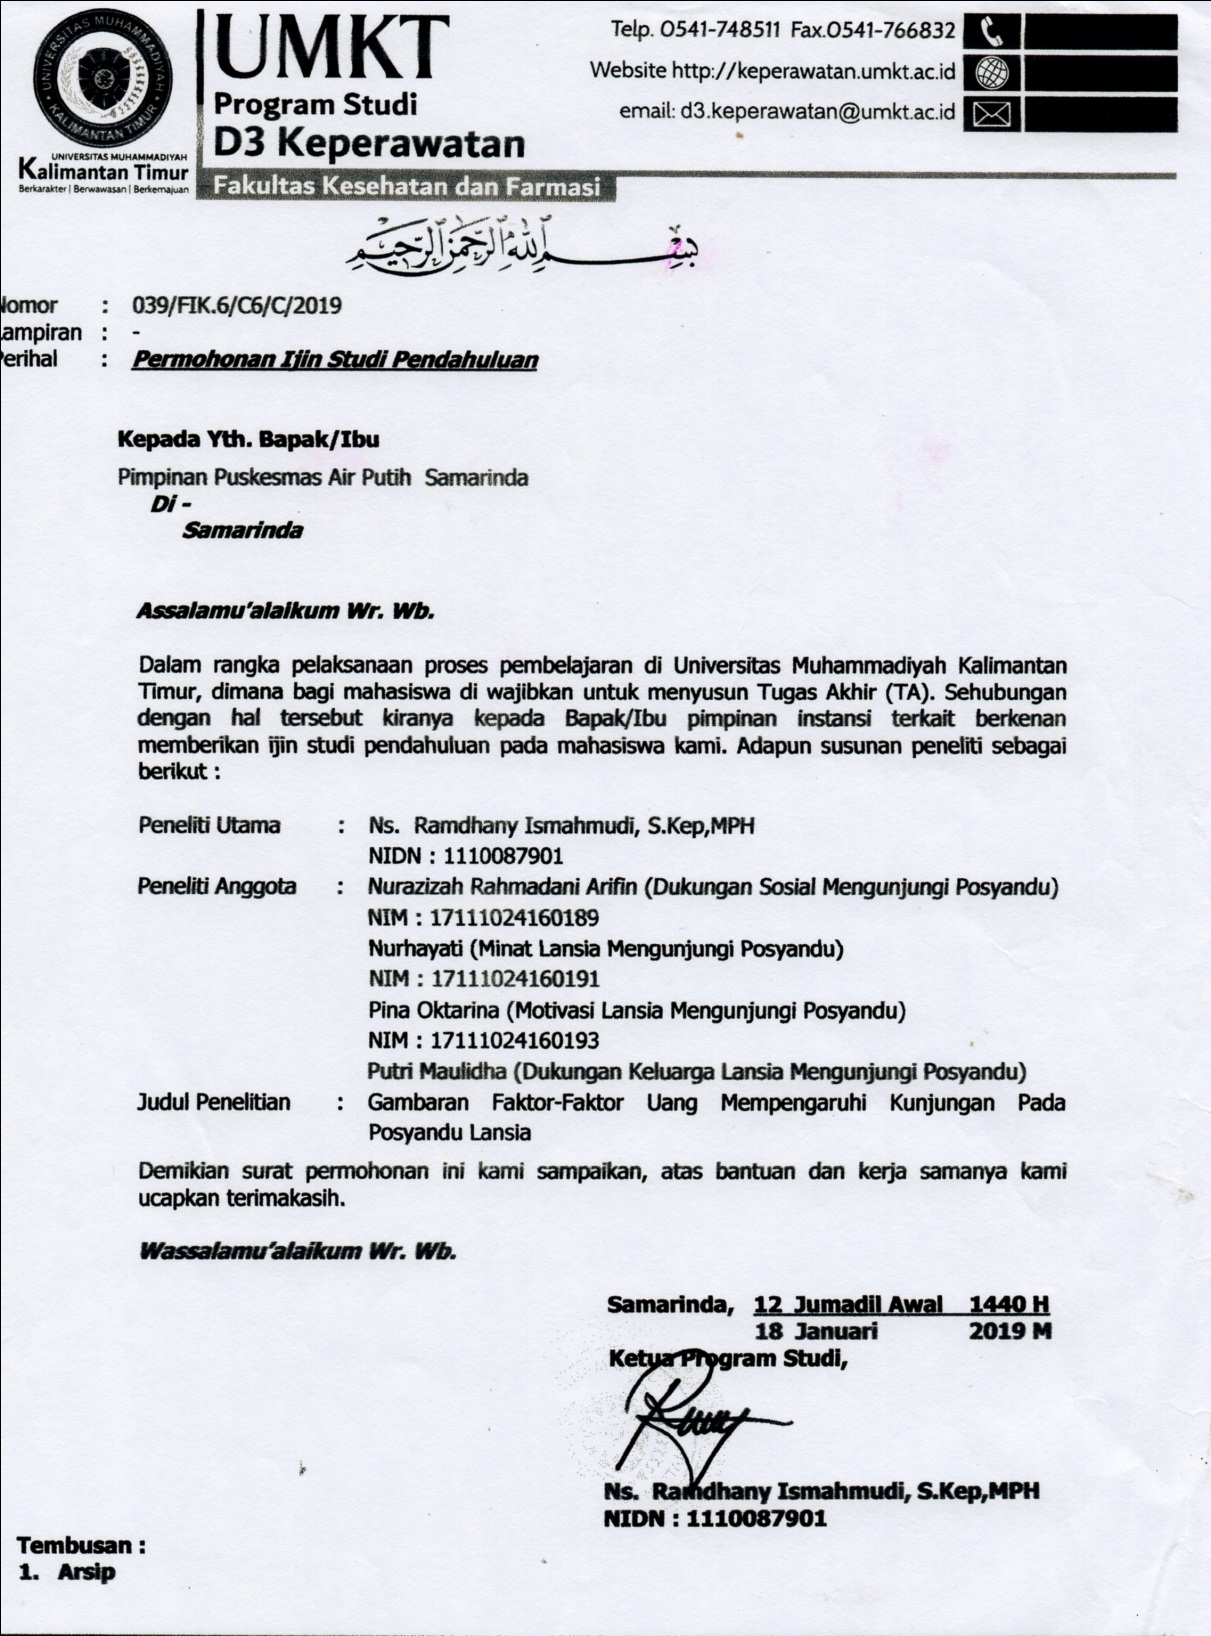 UNIVERSITAS MUHAMMADIYAH
KALIMANTAN TIMUR
UNIVERSITAS MUHAMMADIYAH
Kalimantan Timur
Berkarakter | Berwawasan | Berkemajuan
UMKT
Program Studi
D3 Keperawatan
Fakultas Kesehatan dan Farmasi
Telp. 0541-748511 Fax.0541-766832
Website http://keperawatan.umkt.ac.id
email: d3.keperawatan@umkt.ac.id
بِسْمِ اللهِ الرَّحْمَنِ الرَّحِيْمِ
Nomor : 039/FIK.6/C6/C/2019
Lampiran : -
Perihal : Permohonan Ijin Studi Pendahuluan
Kepada Yth. Bapak/Ibu
Pimpinan Puskesmas Air Putih Samarinda
Di -
Samarinda
Assalamu'alaikum Wr. Wb.
Dalam rangka pelaksanaan proses pembelajaran di Universitas Muhammadiyah Kalimantan
Timur, dimana bagi mahasiswa di wajibkan untuk menyusun Tugas Akhir (TA). Sehubungan
dengan hal tersebut kiranya kepada Bapak/Ibu pimpinan instansi terkait berkenan
memberikan ijin studi pendahuluan pada mahasiswa kami. Adapun susunan peneliti sebagai
berikut :
Peneliti Utama : Ns. Ramdhany Ismahmudi, S.Kep,MPH
NIDN : 1110087901
Peneliti Anggota : Nurazizah Rahmadani Arifin (Dukungan Sosial Mengunjungi Posyandu)
NIM : 17111024160189
Nurhayati (Minat Lansia Mengunjungi Posyandu)
NIM : 17111024160191
Pina Oktarina (Motivasi Lansia Mengunjungi Posyandu)
NIM : 17111024160193
Putri Maulidha (Dukungan Keluarga Lansia Mengunjungi Posyandu)
Judul Penelitian : Gambaran Faktor-Faktor Uang Mempengaruhi Kunjungan Pada
Posyandu Lansia
Demikian surat permohonan ini kami sampaikan, atas bantuan dan kerja samanya kami
ucapkan terimakasih.
Wassalamu'alaikum Wr. Wb.
Samarinda, 12 Jumadil Awal 1440 H
18 Januari 2019 M
Ketua Program Studi,
Ns. Ramdhany Ismahmudi, S.Kep,MPH
NIDN : 1110087901
Tembusan :
1. Arsip